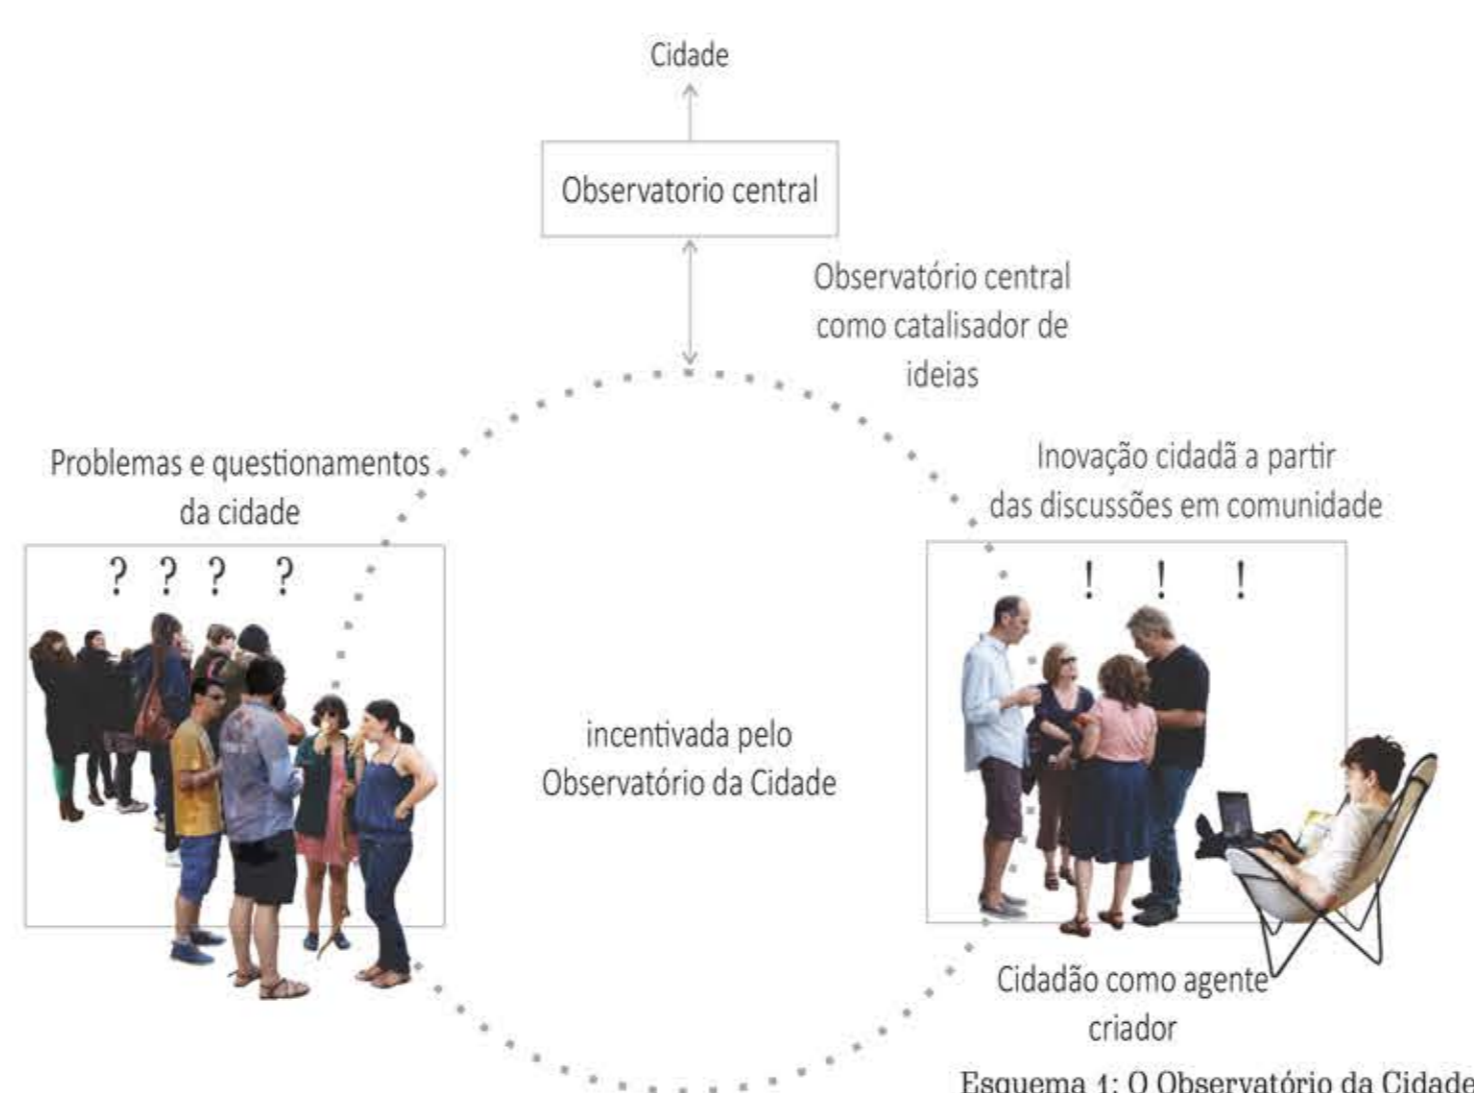 Cidade
Observatorio central
Observatório central
como catalisador de
ideias
Problemas e questionamentos
da cidade
Inovação cidadã a partir
das discussões em comunidade
? ? ? ?
! ! !
incentivada pelo
Observatório da Cidade
Cidadão como agente
criador
Esquema 1: O Observatório da Cidade